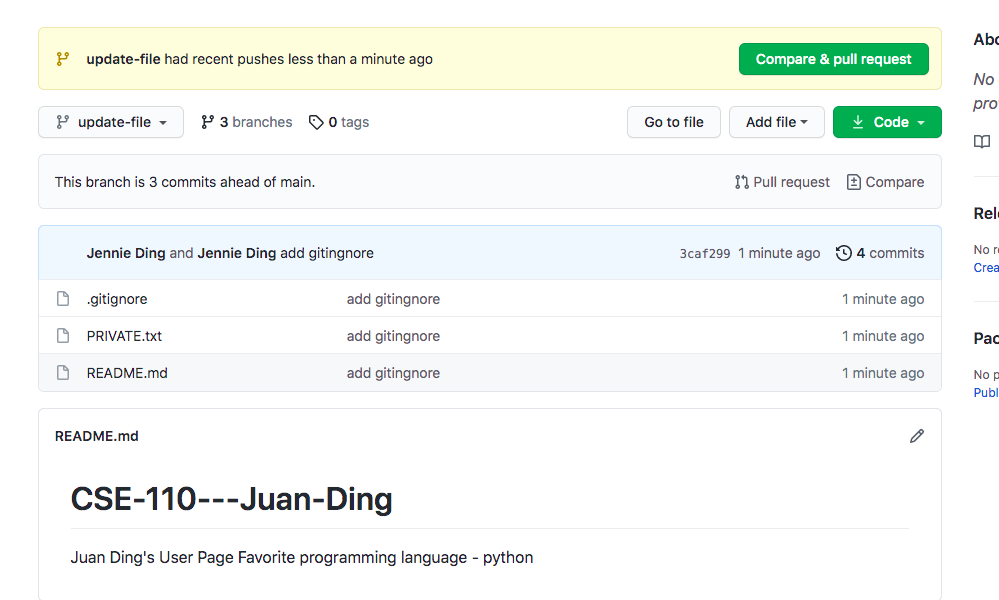 update-file had recent pushes less than a minute ago Compare & pull request
update-file 3 branches 0 tags Go to file Add file Code
This branch is 3 commits ahead of main. Pull request Compare
Jennie Ding and Jennie Ding add gitingnore 3caf299 1 minute ago 4 commits
.gitignore add gitingnore 1 minute ago
PRIVATE.txt add gitingnore 1 minute ago
README.md add gitingnore 1 minute ago
README.md
CSE-110---Juan-Ding
Juan Ding's User Page Favorite programming language - python
Abo
No
pro
Rel
No r
Crea
Pac
No p
Publ